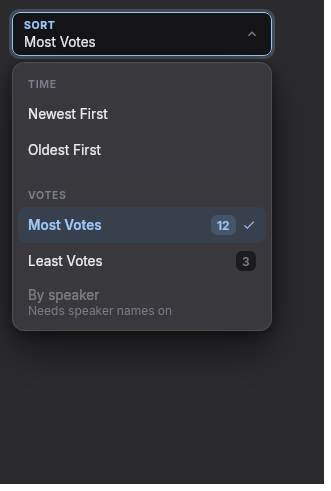 SORT
Most Votes
TIME
Newest First
Oldest First
VOTES
Most Votes 12
Least Votes 3
By speaker
Needs speaker names on